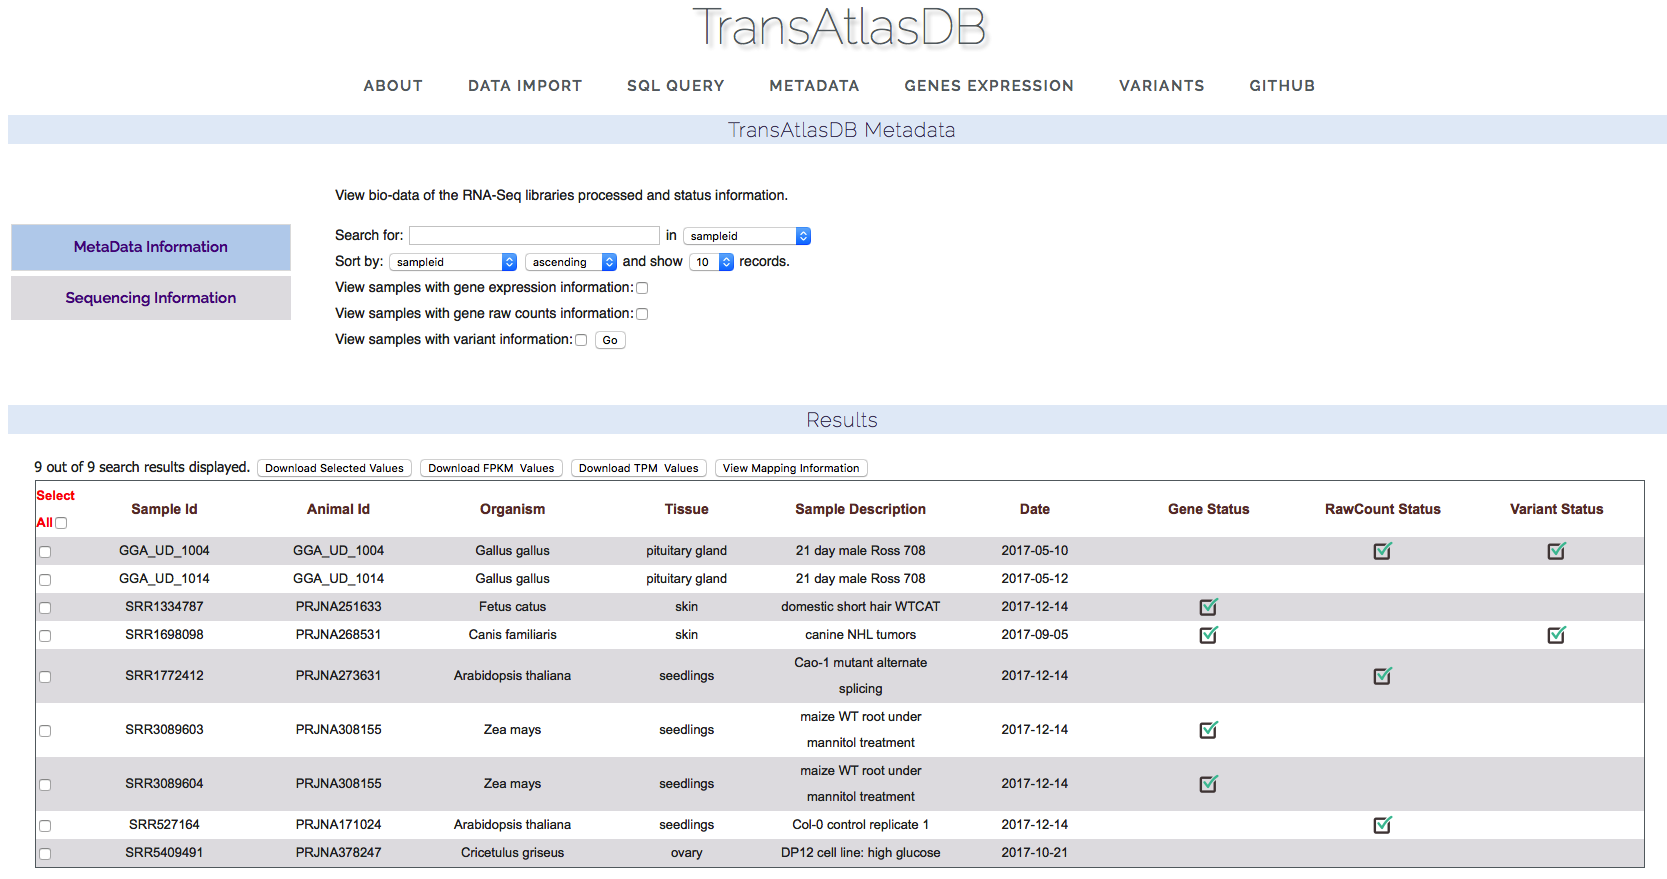 TransAtlasDB
ABOUT DATA IMPORT SQL QUERY METADATA GENES EXPRESSION VARIANTS GITHUB
TransAtlasDB Metadata
MetaData Information
Sequencing Information
View bio-data of the RNA-Seq libraries processed and status information.
Search for: in sampleid
Sort by: sampleid ascending and show 10 records.
View samples with gene expression information:
View samples with gene raw counts information:
View samples with variant information: Go
Results
9 out of 9 search results displayed. Download Selected Values Download FPKM Values Download TPM Values View Mapping Information
Select All Sample Id Animal Id Organism Tissue Sample Description Date Gene Status RawCount Status Variant Status
GGA_UD_1004 GGA_UD_1004 Gallus gallus pituitary gland 21 day male Ross 708 2017-05-10
GGA_UD_1014 GGA_UD_1014 Gallus gallus pituitary gland 21 day male Ross 708 2017-05-12
SRR1334787 PRJNA251633 Fetus catus skin domestic short hair WTCAT 2017-12-14
SRR1698098 PRJNA268531 Canis familiaris skin canine NHL tumors 2017-09-05
SRR1772412 PRJNA273631 Arabidopsis thaliana seedlings Cao-1 mutant alternate splicing 2017-12-14
SRR3089603 PRJNA308155 Zea mays seedlings maize WT root under mannitol treatment 2017-12-14
SRR3089604 PRJNA308155 Zea mays seedlings maize WT root under mannitol treatment 2017-12-14
SRR527164 PRJNA171024 Arabidopsis thaliana seedlings Col-0 control replicate 1 2017-12-14
SRR5409491 PRJNA378247 Cricetulus griseus ovary DP12 cell line: high glucose 2017-10-21